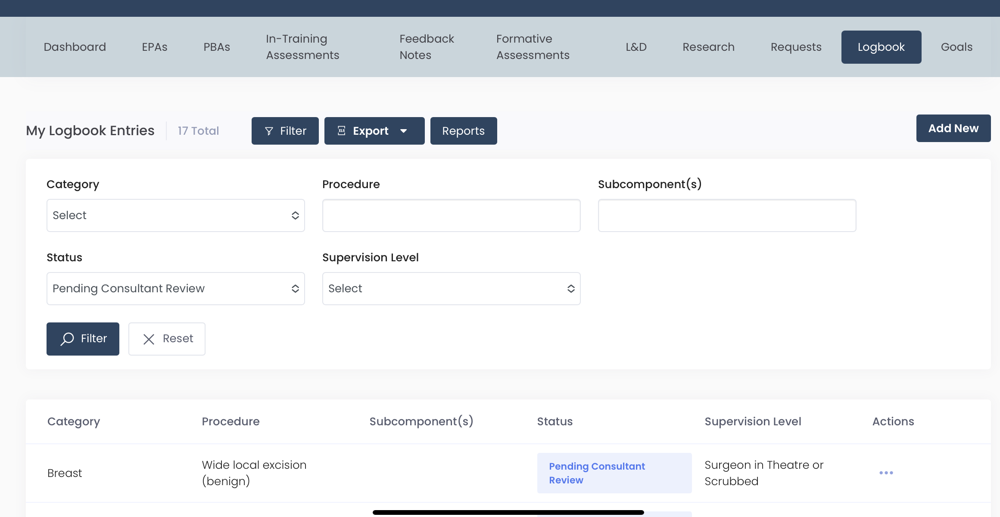 Dashboard
EPAs
PBAs
In-Training
Assessments
Feedback
Notes
Formative
Assessments
L&D
Research
Requests
Logbook
Goals
My Logbook Entries
17 Total
Filter
XLS
Export
Reports
Add New
Category
Procedure
Subcomponent(s)
Select
Status
Supervision Level
Pending Consultant Review
Select
Filter
Reset
Category
Procedure
Subcomponent(s)
Status
Supervision Level
Actions
Breast
Wide local excision
(benign)
Pending Consultant
Review
Surgeon in Theatre or
Scrubbed